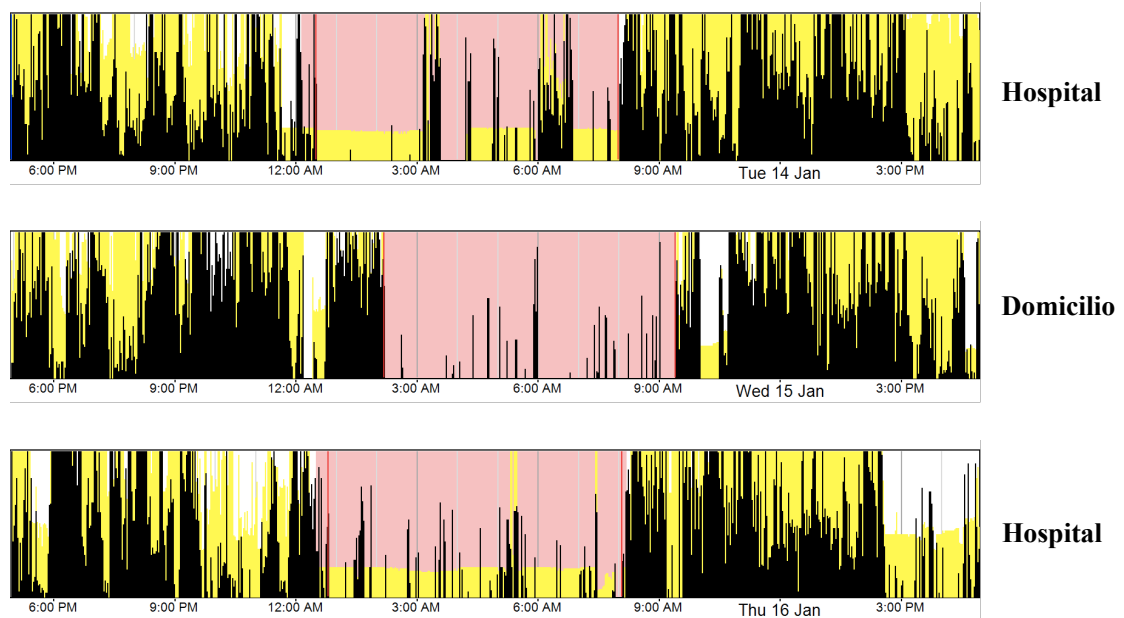 Hospital
6:00 PM 9:00 PM 12:00 AM 3:00 AM 6:00 AM 9:00 AM Tue 14 Jan 3:00 PM
Domicilio
6:00 PM 9:00 PM 12:00 AM 3:00 AM 6:00 AM 9:00 AM Wed 15 Jan 3:00 PM
Hospital
6:00 PM 9:00 PM 12:00 AM 3:00 AM 6:00 AM 9:00 AM Thu 16 Jan 3:00 PM